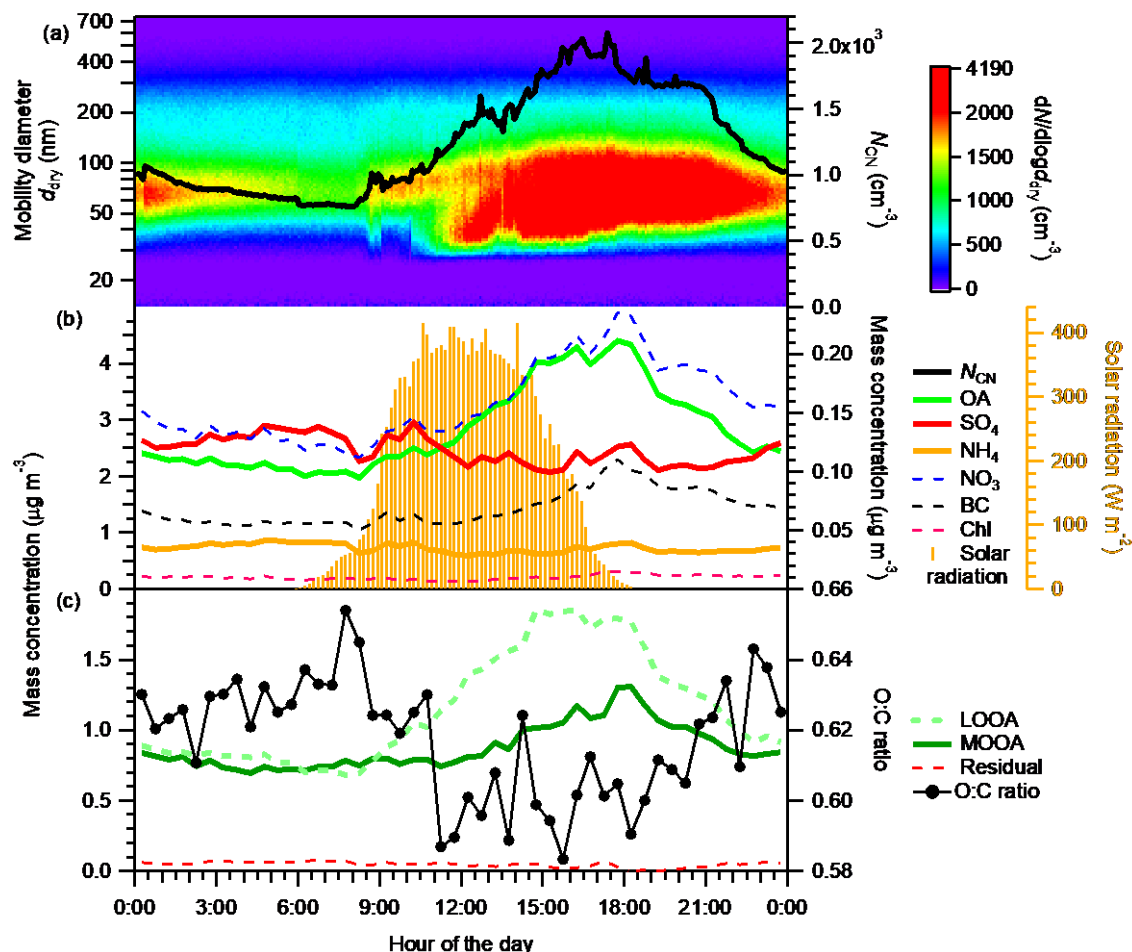 (a)
700
400
200
100
50
20
Mobility diameter
d_dry (nm)
2.0x10³
1.5
1.0
0.5
0.0
N_CN (cm⁻³)
4190
2000
1500
1000
500
0
dN/dlogd_dry (cm⁻³)
(b)
4
3
2
1
0
Mass concentration (µg m⁻³)
0.20
0.15
0.10
0.05
0.66
Mass concentration (µg m⁻³)
400
300
200
100
0
Solar radiation (W m⁻²)
N_CN
OA
SO₄
NH₄
NO₃
BC
Chl
Solar
radiation
(c)
1.5
1.0
0.5
0.0
Mass concentration (µg m⁻³)
0.64
0.62
0.60
0.58
O:C ratio
LOOA
MOOA
Residual
O:C ratio
0:00
3:00
6:00
9:00
12:00
15:00
18:00
21:00
0:00
Hour of the day